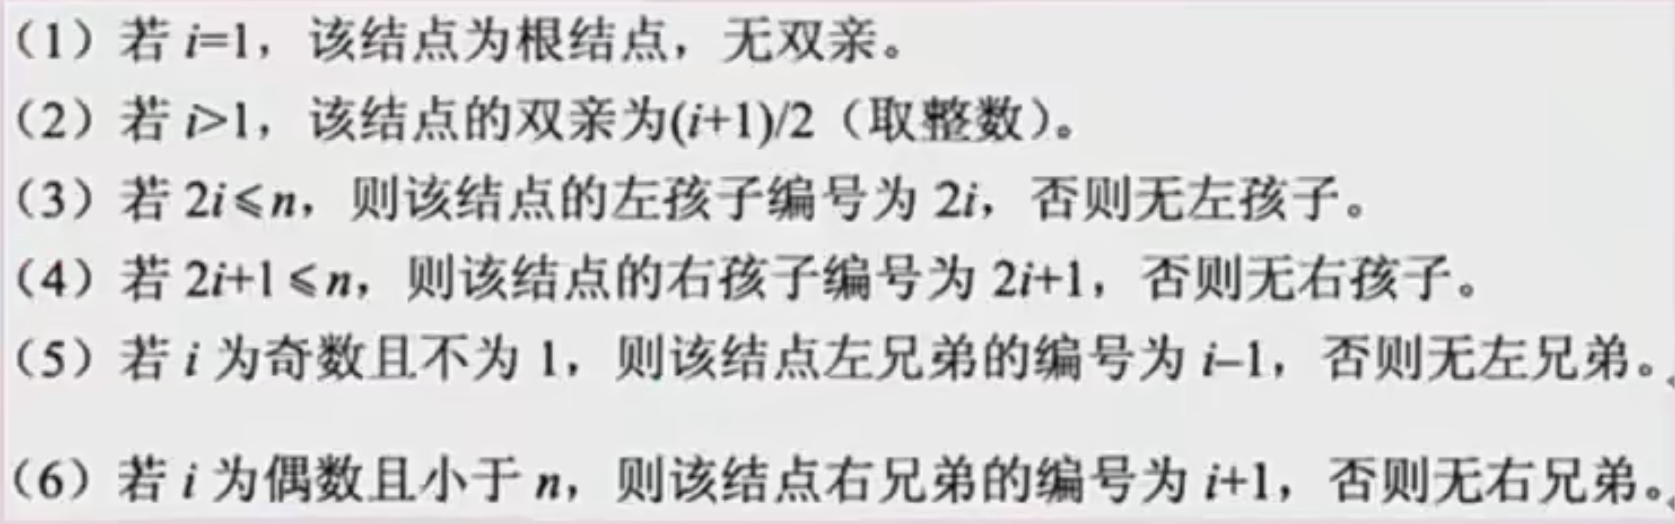 （1）若 i=1，该结点为根结点，无双亲。
（2）若 i>1，该结点的双亲为(i+1)/2（取整数）。
（3）若 2i≤n，则该结点的左孩子编号为 2i，否则无左孩子。
（4）若 2i+1≤n，则该结点的右孩子编号为 2i+1，否则无右孩子。
（5）若 i 为奇数且不为 1，则该结点左兄弟的编号为 i–1，否则无左兄弟。
（6）若 i 为偶数且小于 n，则该结点右兄弟的编号为 i+1，否则无右兄弟。